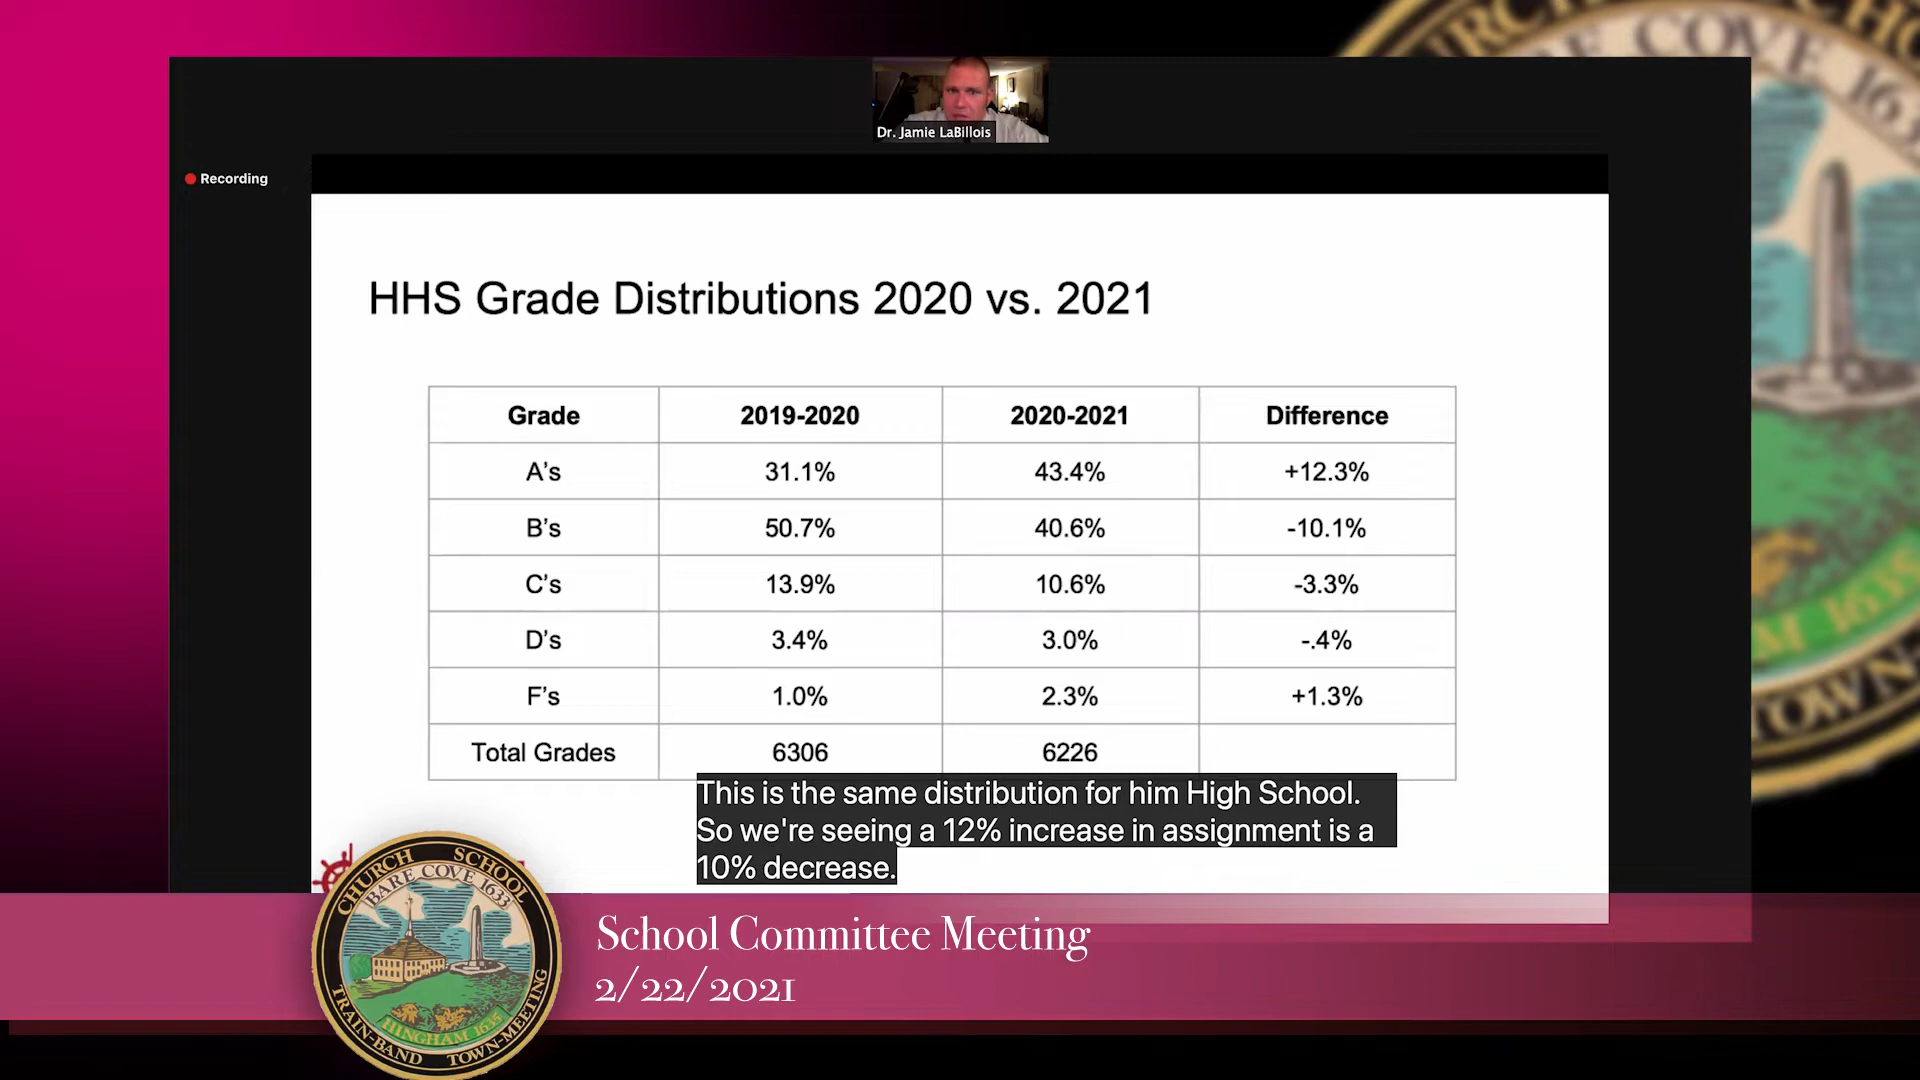 Dr. Jamie LaBillois
Recording
HHS Grade Distributions 2020 vs. 2021
Grade 2019-2020 2020-2021 Difference
A's 31.1% 43.4% +12.3%
B's 50.7% 40.6% -10.1%
C's 13.9% 10.6% -3.3%
D's 3.4% 3.0% -.4%
F's 1.0% 2.3% +1.3%
Total Grades 6306 6226
This is the same distribution for him High School.
So we're seeing a 12% increase in assignment is a
10% decrease.
School Committee Meeting
2/22/2021
CHURCH SCHOOL
BARE COVE 1633
HINGHAM 1635
TRAIN-BAND TOWN-MEETING
COVE 163
TOWN-